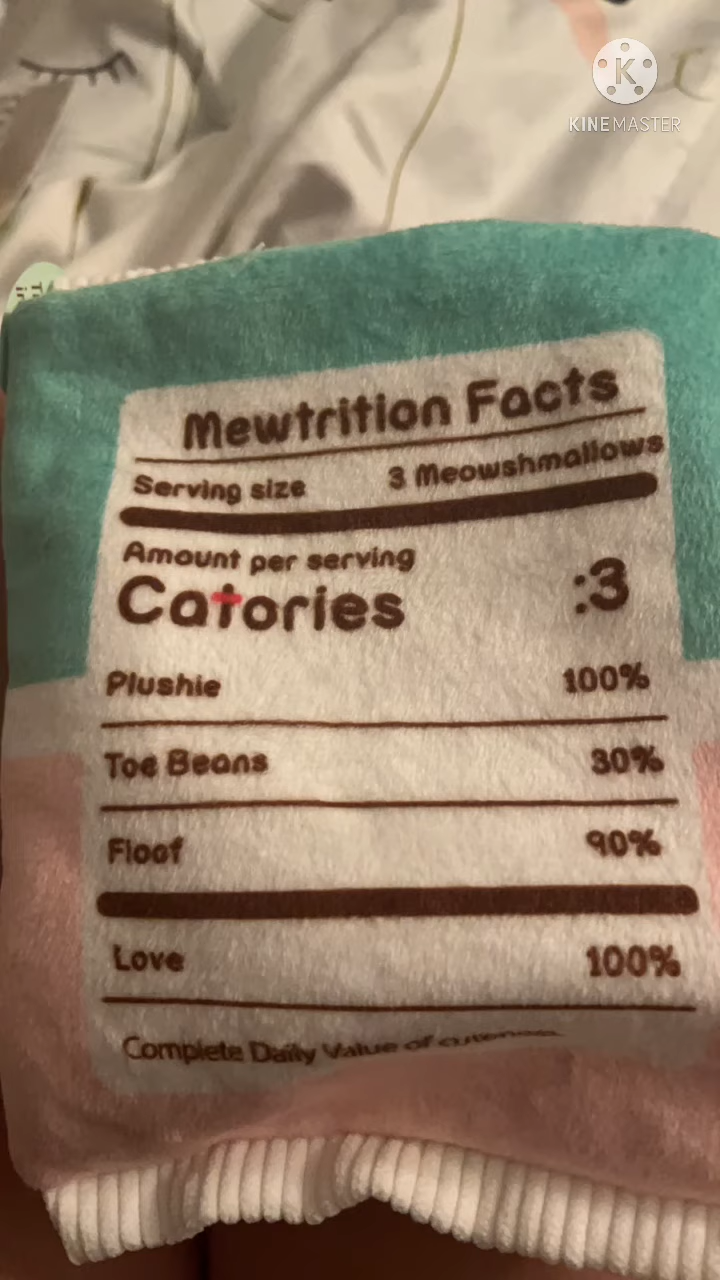 KINEMASTER
Mewtrition Facts
Serving size 3 Meowshmallows
Amount per serving
Catories :3
Plushie 100%
Toe Beans 30%
Floof 90%
Love 100%
Complete Daily Value of cuteness